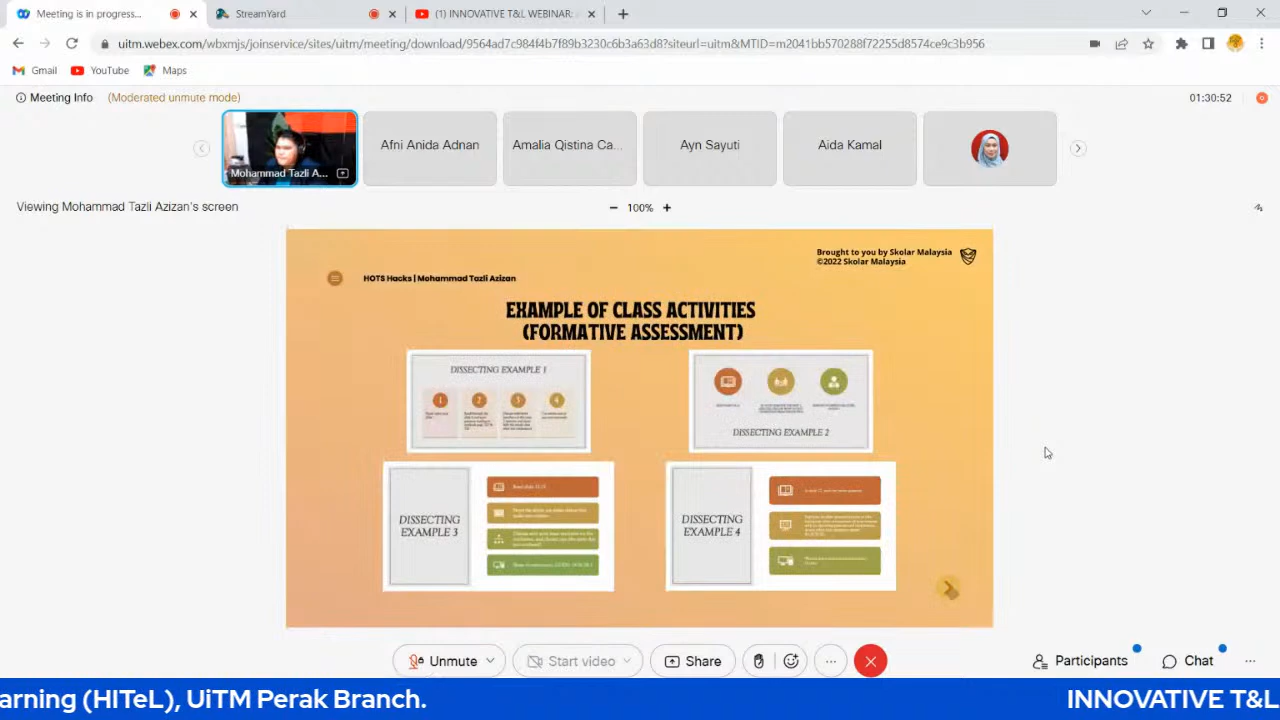 Meeting is in progress...
StreamYard
(1) INNOVATIVE T&L WEBINAR:
uitm.webex.com/wbxmjs/joinservice/sites/uitm/meeting/download/9564ad7c984f4b7f89b3230c6b3a63d8?siteurl=uitm&MTID=m2041bb570288f72255d8574ce9c3b956
Gmail
YouTube
Maps
Meeting Info (Moderated unmute mode)
01:30:52
Mohammad Tazli A...
Afni Anida Adnan
Amalia Qistina Ca...
Ayn Sayuti
Aida Kamal
Viewing Mohammad Tazli Azizan's screen
− 100% +
Brought to you by Skolar Malaysia
©2022 Skolar Malaysia
HOTS Hacks | Mohammad Tazli Azizan
EXAMPLE OF CLASS ACTIVITIES
(FORMATIVE ASSESSMENT)
DISSECTING EXAMPLE 1
1 2 3 4
DISSECTING EXAMPLE 2
DISSECTING
EXAMPLE 3
DISSECTING
EXAMPLE 4
Unmute
Start video
Share
Participants
Chat
arning (HITeL), UiTM Perak Branch.
INNOVATIVE T&L